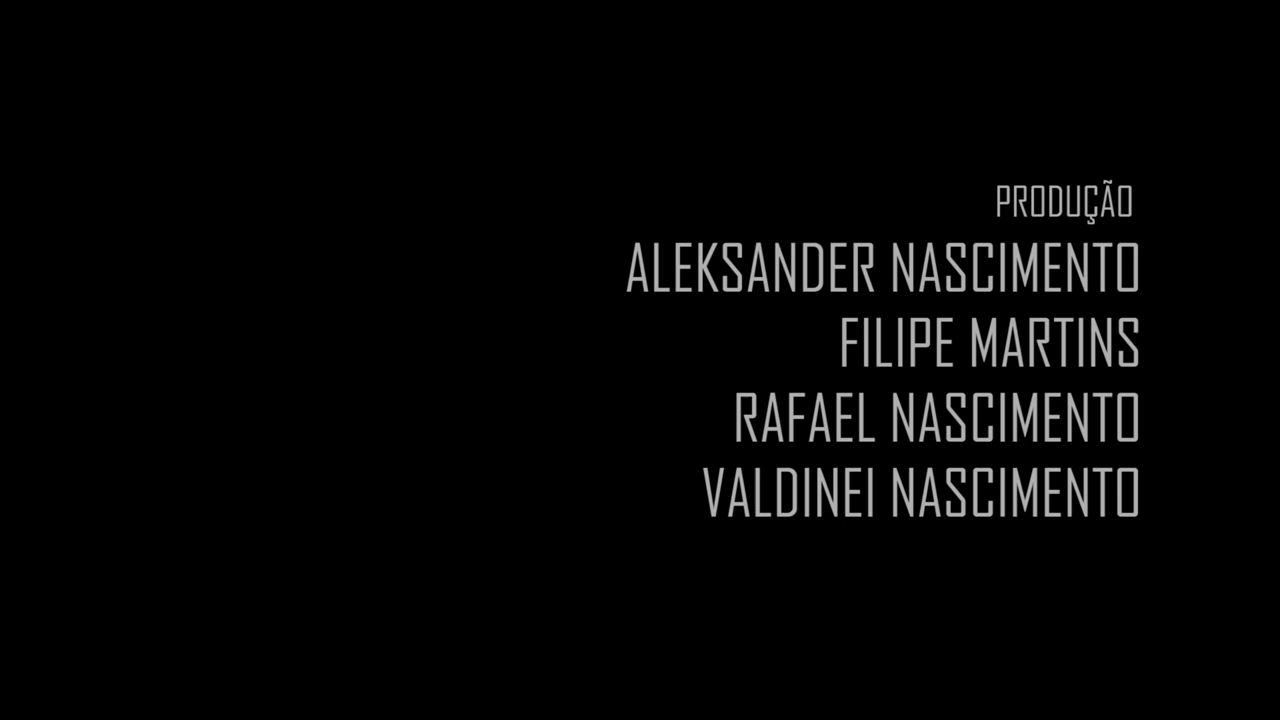 PRODUÇÃO
ALEKSANDER NASCIMENTO
FILIPE MARTINS
RAFAEL NASCIMENTO
VALDINEI NASCIMENTO